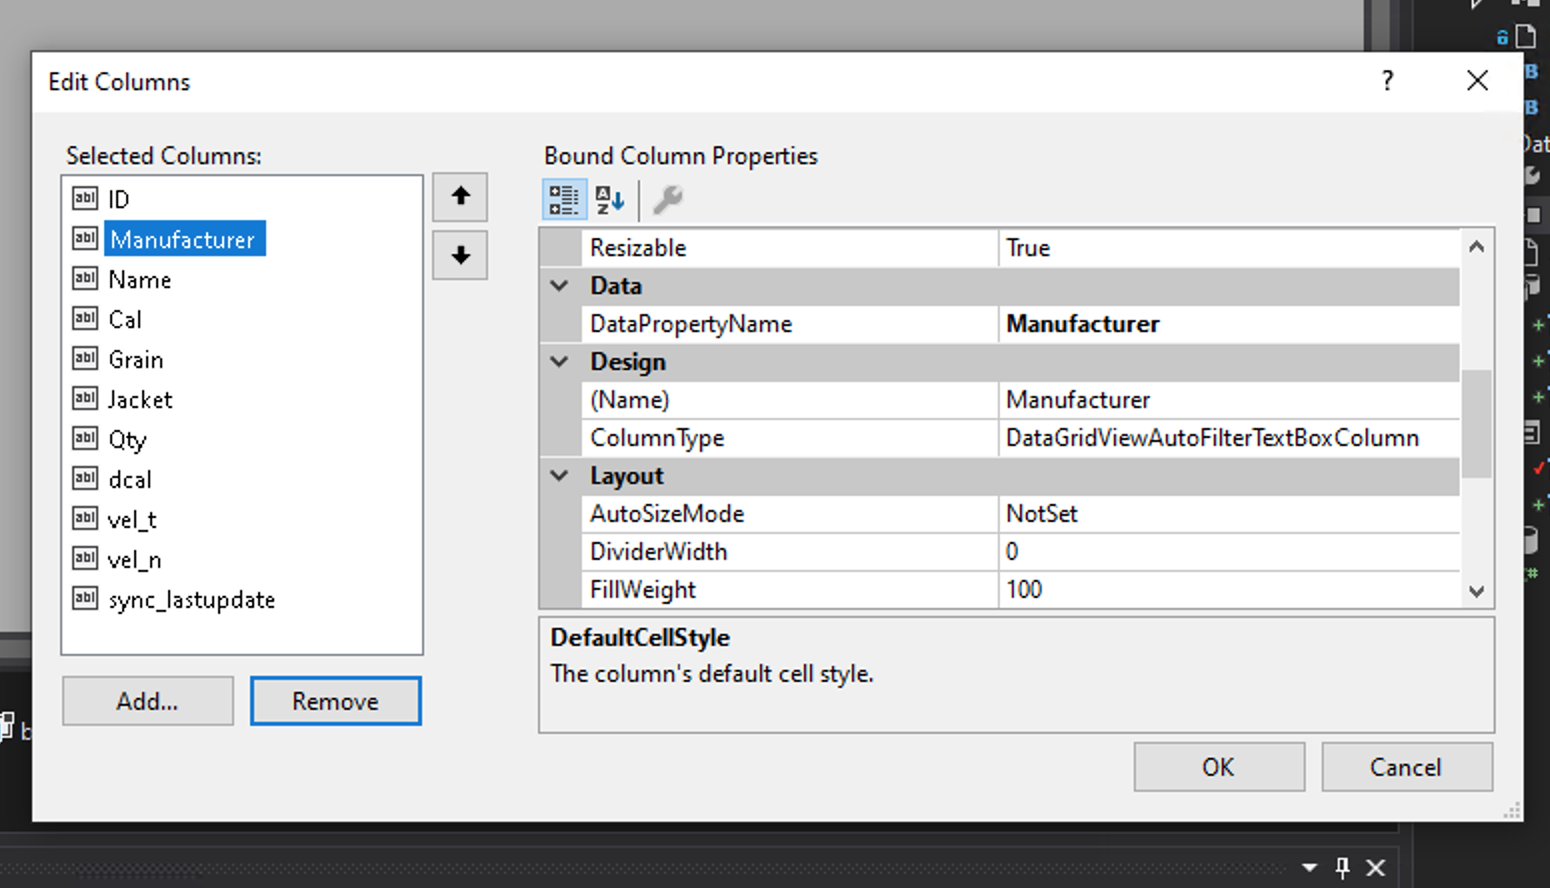 Edit Columns
?
Selected Columns:
ID
Manufacturer
Name
Cal
Grain
Jacket
Qty
dcal
vel_t
vel_n
sync_lastupdate
Add...
Remove
Bound Column Properties
Resizable True
Data
DataPropertyName Manufacturer
Design
(Name) Manufacturer
ColumnType DataGridViewAutoFilterTextBoxColumn
Layout
AutoSizeMode NotSet
DividerWidth 0
FillWeight 100
DefaultCellStyle
The column's default cell style.
OK
Cancel